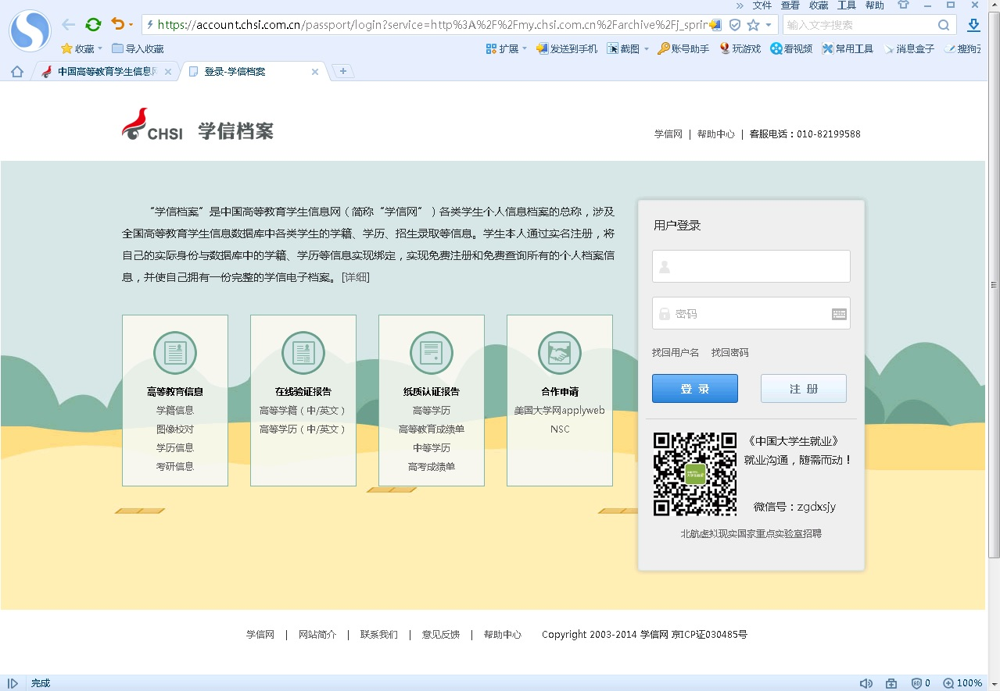 文件 查看 收藏 工具 帮助
https://account.chsi.com.cn/passport/login?service=http%3A%2F%2Fmy.chsi.com.cn%2Farchive%2Fj_sprin
输入文字搜索
收藏 导入收藏
扩展 发送到手机 截图 账号助手 玩游戏 看视频 常用工具 消息盒子 搜狗
中国高等教育学生信息网 登录-学信档案
CHSI 学信档案
学信网 | 帮助中心 | 客服电话：010-82199588
“学信档案”是中国高等教育学生信息网（简称“学信网”）各类学生个人信息档案的总称，涉及
全国高等教育学生信息数据库中各类学生的学籍、学历、招生录取等信息。学生本人通过实名注册，将
自己的实际身份与数据库中的学籍、学历等信息实现绑定，实现免费注册和免费查询所有的个人档案信
息，并使自己拥有一份完整的学信电子档案。[详细]
高等教育信息
学籍信息
图像校对
学历信息
考研信息
在线验证报告
高等学籍（中/英文）
高等学历（中/英文）
纸质认证报告
高等学历
高等教育成绩单
中等学历
高考成绩单
合作申请
美国大学网applyweb
NSC
用户登录
密码
找回用户名 找回密码
登 录 注 册
《中国大学生就业》
就业沟通，随需而动！
微信号：zgdxsjy
北航虚拟现实国家重点实验室招聘
学信网 | 网站简介 | 联系我们 | 意见反馈 | 帮助中心 Copyright 2003-2014 学信网 京ICP证030485号
完成
0 100%